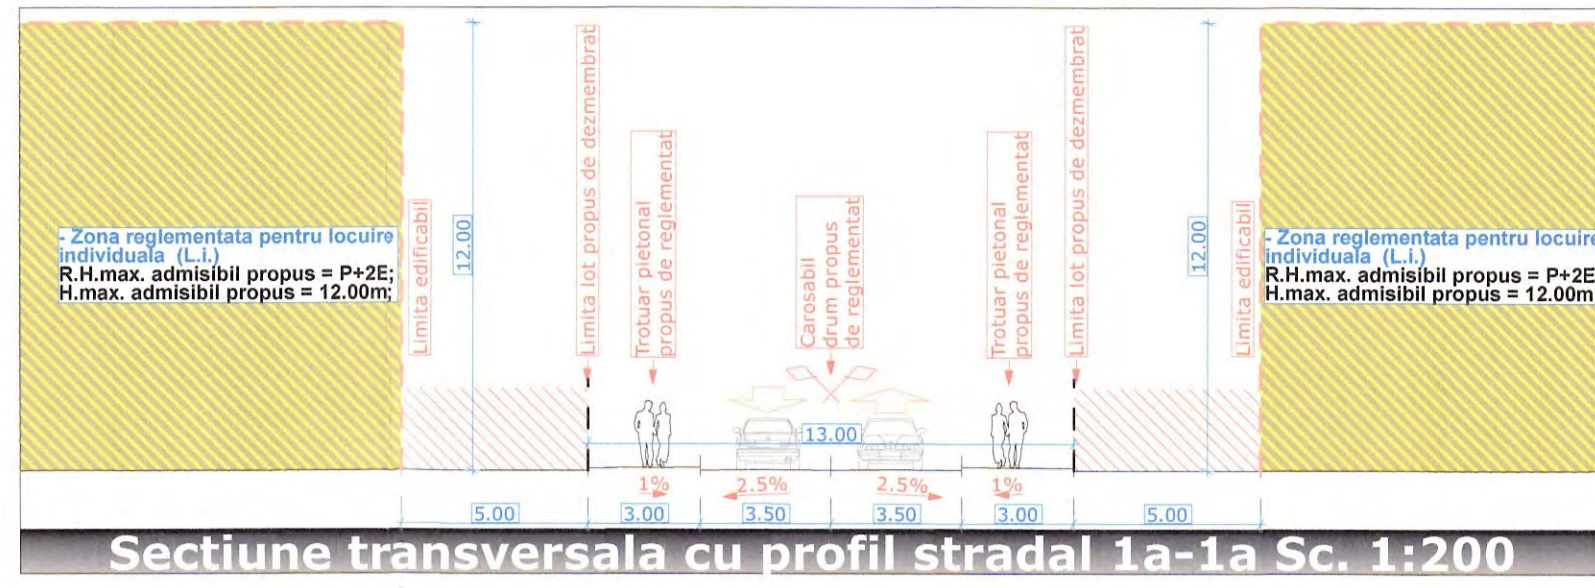 - Zona reglementata pentru locuire
individuala (L.i.)
R.H.max. admisibil propus = P+2E;
H.max. admisibil propus = 12.00m;
Limita edificabil
12.00
Limita lot propus de dezmembrat
Trotuar pietonal
propus de reglementat
Carosabil
drum propus
de reglementat
Trotuar pietonal
propus de reglementat
Limita lot propus de dezmembrat
12.00
Limita edificabil
- Zona reglementata pentru locuire
individuala (L.i.)
R.H.max. admisibil propus = P+2E
H.max. admisibil propus = 12.00m
13.00
1%
2.5%
2.5%
1%
5.00
3.00
3.50
3.50
3.00
5.00
Sectiune transversala cu profil stradal 1a-1a Sc. 1:200